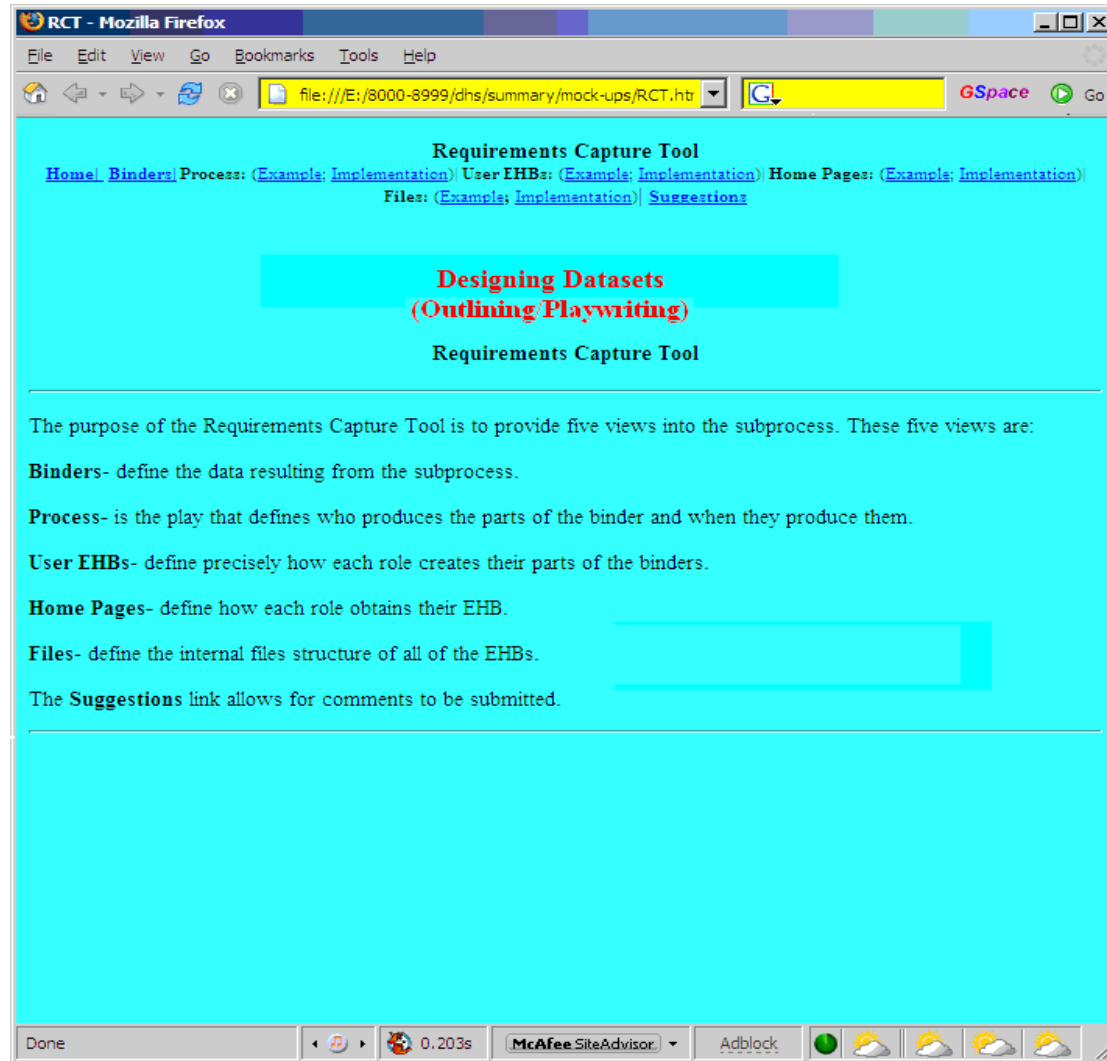 RCT - Mozilla Firefox
File Edit View Go Bookmarks Tools Help
file:///E:/8000-8999/dhs/summary/mock-ups/RCT.htr G GSpace Go
Requirements Capture Tool
Home| Binders| Process: (Example; Implementation)| User EHBs: (Example; Implementation)| Home Pages: (Example; Implementation)|
Files: (Example; Implementation)| Suggestions
Designing Datasets
(Outlining/Playwriting)
Requirements Capture Tool
The purpose of the Requirements Capture Tool is to provide five views into the subprocess. These five views are:
Binders- define the data resulting from the subprocess.
Process- is the play that defines who produces the parts of the binder and when they produce them.
User EHBs- define precisely how each role creates their parts of the binders.
Home Pages- define how each role obtains their EHB.
Files- define the internal files structure of all of the EHBs.
The Suggestions link allows for comments to be submitted.
Done 0.203s McAfee SiteAdvisor Adblock